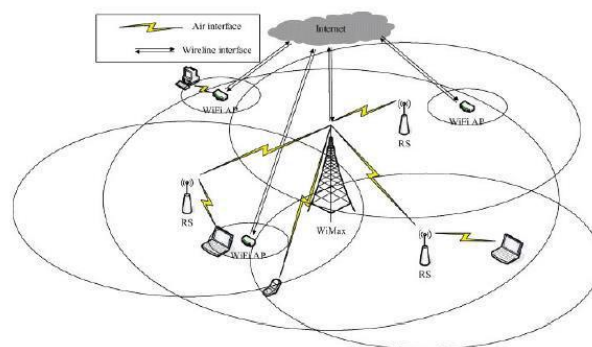 Air interface
Internet
Wireline interface
WiFi AP
WiFi AP
RS
RS
WiMax
WiFi AP
RS